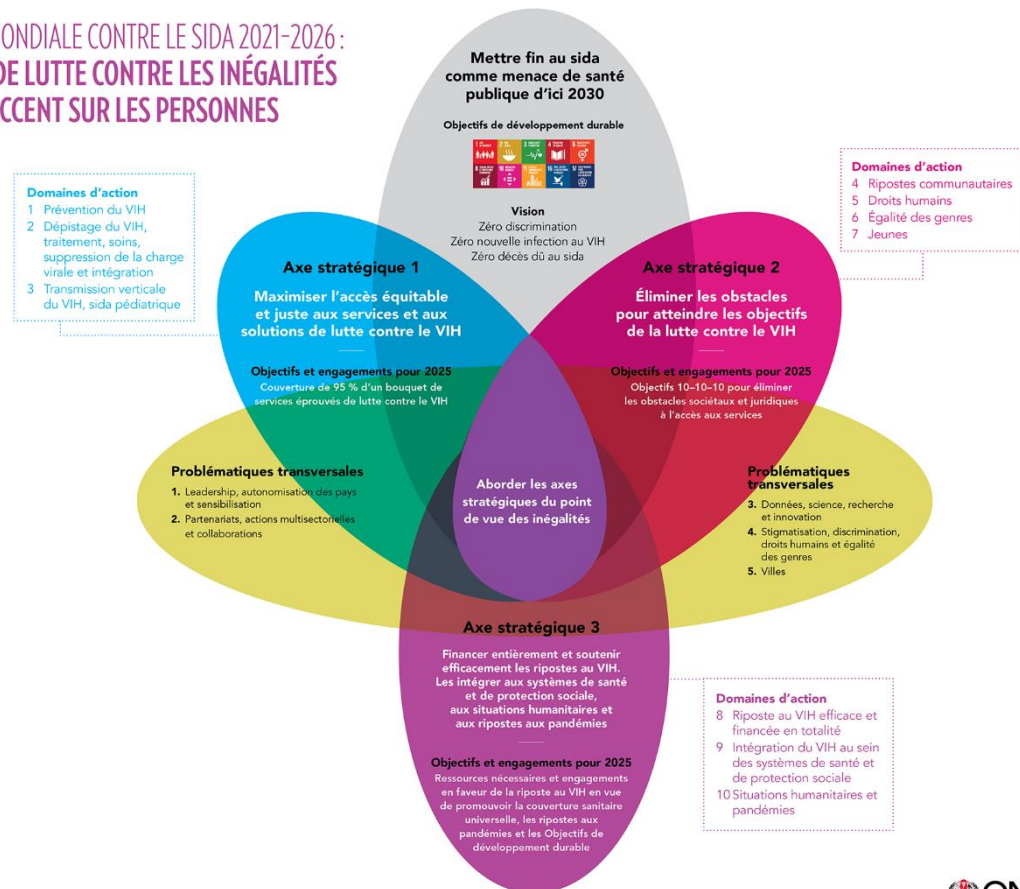 ONDIALE CONTRE LE SIDA 2021-2026 :
DE LUTTE CONTRE LES INÉGALITÉS
CCENT SUR LES PERSONNES
Mettre fin au sida
comme menace de santé
publique d'ici 2030
Objectifs de développement durable
Vision
Zéro discrimination
Zéro nouvelle infection au VIH
Zéro décès dû au sida
Domaines d'action
1 Prévention du VIH
2 Dépistage du VIH,
traitement, soins,
suppression de la charge
virale et intégration
3 Transmission verticale
du VIH, sida pédiatrique
Domaines d'action
4 Ripostes communautaires
5 Droits humains
6 Égalité des genres
7 Jeunes
Axe stratégique 1
Maximiser l'accès équitable
et juste aux services et aux
solutions de lutte contre le VIH
Objectifs et engagements pour 2025
Couverture de 95 % d'un bouquet de
services éprouvés de lutte contre le VIH
Axe stratégique 2
Éliminer les obstacles
pour atteindre les objectifs
de la lutte contre le VIH
Objectifs et engagements pour 2025
Objectifs 10–10–10 pour éliminer
les obstacles sociétaux et juridiques
à l'accès aux services
Problématiques transversales
1. Leadership, autonomisation des pays
et sensibilisation
2. Partenariats, actions multisectorielles
et collaborations
Aborder les axes
stratégiques du point
de vue des inégalités
Problématiques
transversales
3. Données, science, recherche
et innovation
4. Stigmatisation, discrimination,
droits humains et égalité
des genres
5. Villes
Axe stratégique 3
Financer entièrement et soutenir
efficacement les ripostes au VIH.
Les intégrer aux systèmes de santé
et de protection sociale,
aux situations humanitaires et
aux ripostes aux pandémies
Objectifs et engagements pour 2025
Ressources nécessaires et engagements
en faveur de la riposte au VIH en vue
de promouvoir la couverture sanitaire
universelle, les ripostes aux
pandémies et les Objectifs de
développement durable
Domaines d'action
8 Riposte au VIH efficace et
financée en totalité
9 Intégration du VIH au sein
des systèmes de santé et
de protection sociale
10 Situations humanitaires et
pandémies